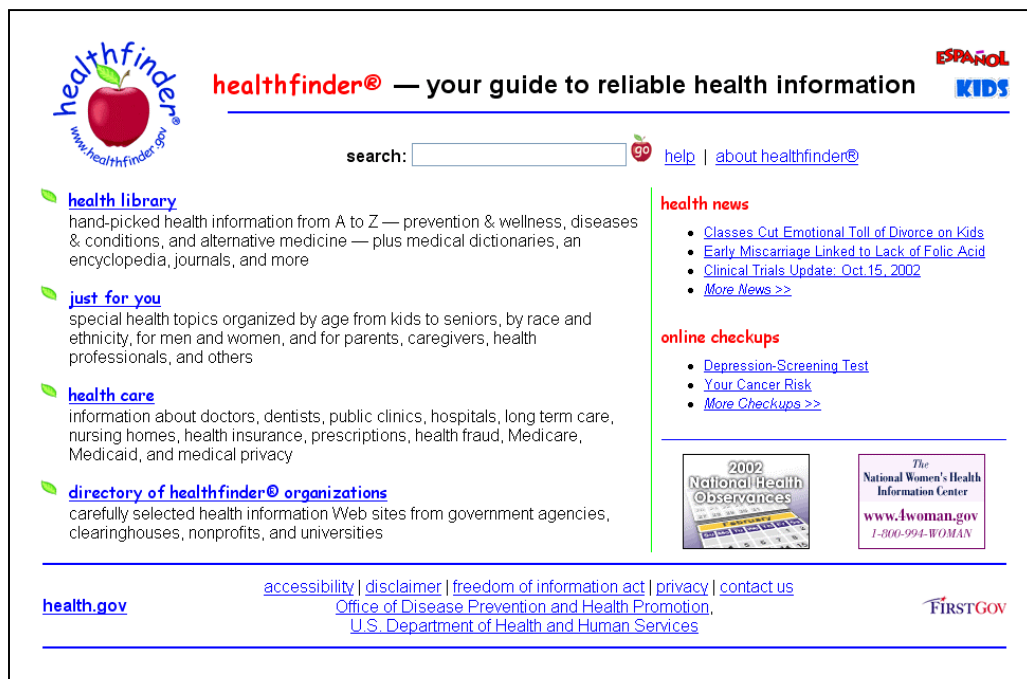 healthfinder®
www.healthfinder.gov
healthfinder® — your guide to reliable health information
ESPAÑOL
KIDS
search:
go
help | about healthfinder®
health library
hand-picked health information from A to Z — prevention & wellness, diseases
& conditions, and alternative medicine — plus medical dictionaries, an
encyclopedia, journals, and more
just for you
special health topics organized by age from kids to seniors, by race and
ethnicity, for men and women, and for parents, caregivers, health
professionals, and others
health care
information about doctors, dentists, public clinics, hospitals, long term care,
nursing homes, health insurance, prescriptions, health fraud, Medicare,
Medicaid, and medical privacy
directory of healthfinder® organizations
carefully selected health information Web sites from government agencies,
clearinghouses, nonprofits, and universities
health news
Classes Cut Emotional Toll of Divorce on Kids
Early Miscarriage Linked to Lack of Folic Acid
Clinical Trials Update: Oct.15, 2002
More News >>
online checkups
Depression-Screening Test
Your Cancer Risk
More Checkups >>
2002
National Health
Observances
February
The
National Women's Health
Information Center
www.4woman.gov
1-800-994-WOMAN
accessibility | disclaimer | freedom of information act | privacy | contact us
health.gov
Office of Disease Prevention and Health Promotion,
U.S. Department of Health and Human Services
FIRSTGOV